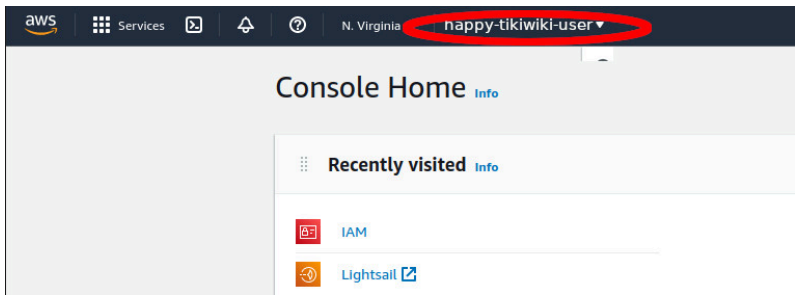 aws Services N. Virginia happy-tikiwiki-user
Console Home Info
Recently visited Info
IAM
Lightsail